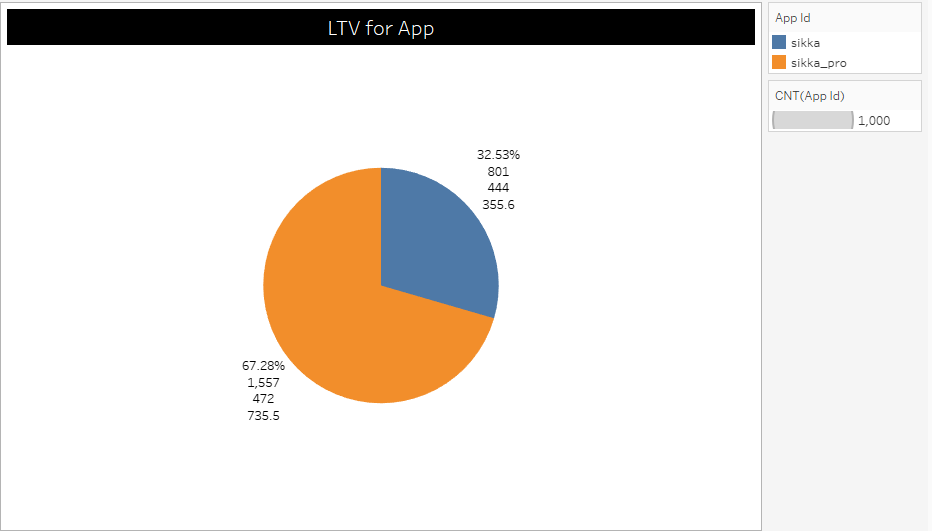 LTV for App
32.53%
801
444
355.6
67.28%
1,557
472
735.5
App Id
sikka
sikka_pro
CNT(App Id)
1,000